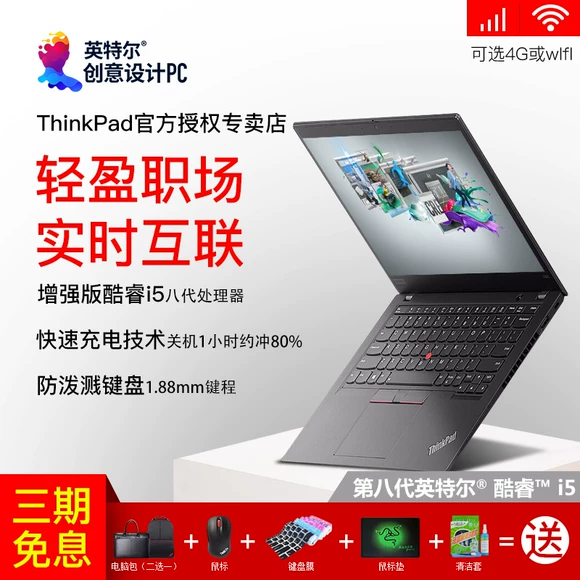 英特尔®
创意设计PC
可选4G或wIfI
ThinkPad官方授权专卖店
轻盈职场
实时互联
增强版酷睿i5八代处理器
快速充电技术关机1小时约冲80%
防泼溅键盘1.88mm键程
ThinkPad
第八代英特尔® 酷睿™ i5
三期
免息
电脑包（二选一）
+
鼠标
+
键盘膜
+
鼠标垫
+
清洁套
=
送